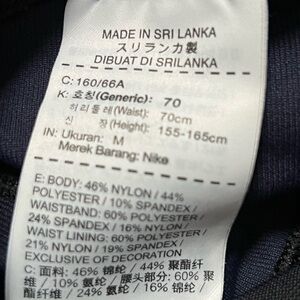 MADE IN SRI LANKA
スリランカ製
DIBUAT DI SRILANKA
C: 160/66A
K: 호칭(Generic): 70
허리둘레(Waist): 70cm
신 장(Height): 155-165cm
IN: Ukuran: M
Merek Barang: Nike
E: BODY: 46% NYLON / 44%
POLYESTER / 10% SPANDEX /
WAISTBAND: 60% POLYESTER /
24% SPANDEX / 16% NYLON /
WAIST LINING: 60% POLYESTER /
21% NYLON / 19% SPANDEX /
EXCLUSIVE OF DECORATION
C: 面料: 46% 锦纶 / 44% 聚酯纤
维 / 10% 氨纶 / 腰头部分: 60% 聚
酯纤维 / 24% 氨纶 / 16% 锦纶 /